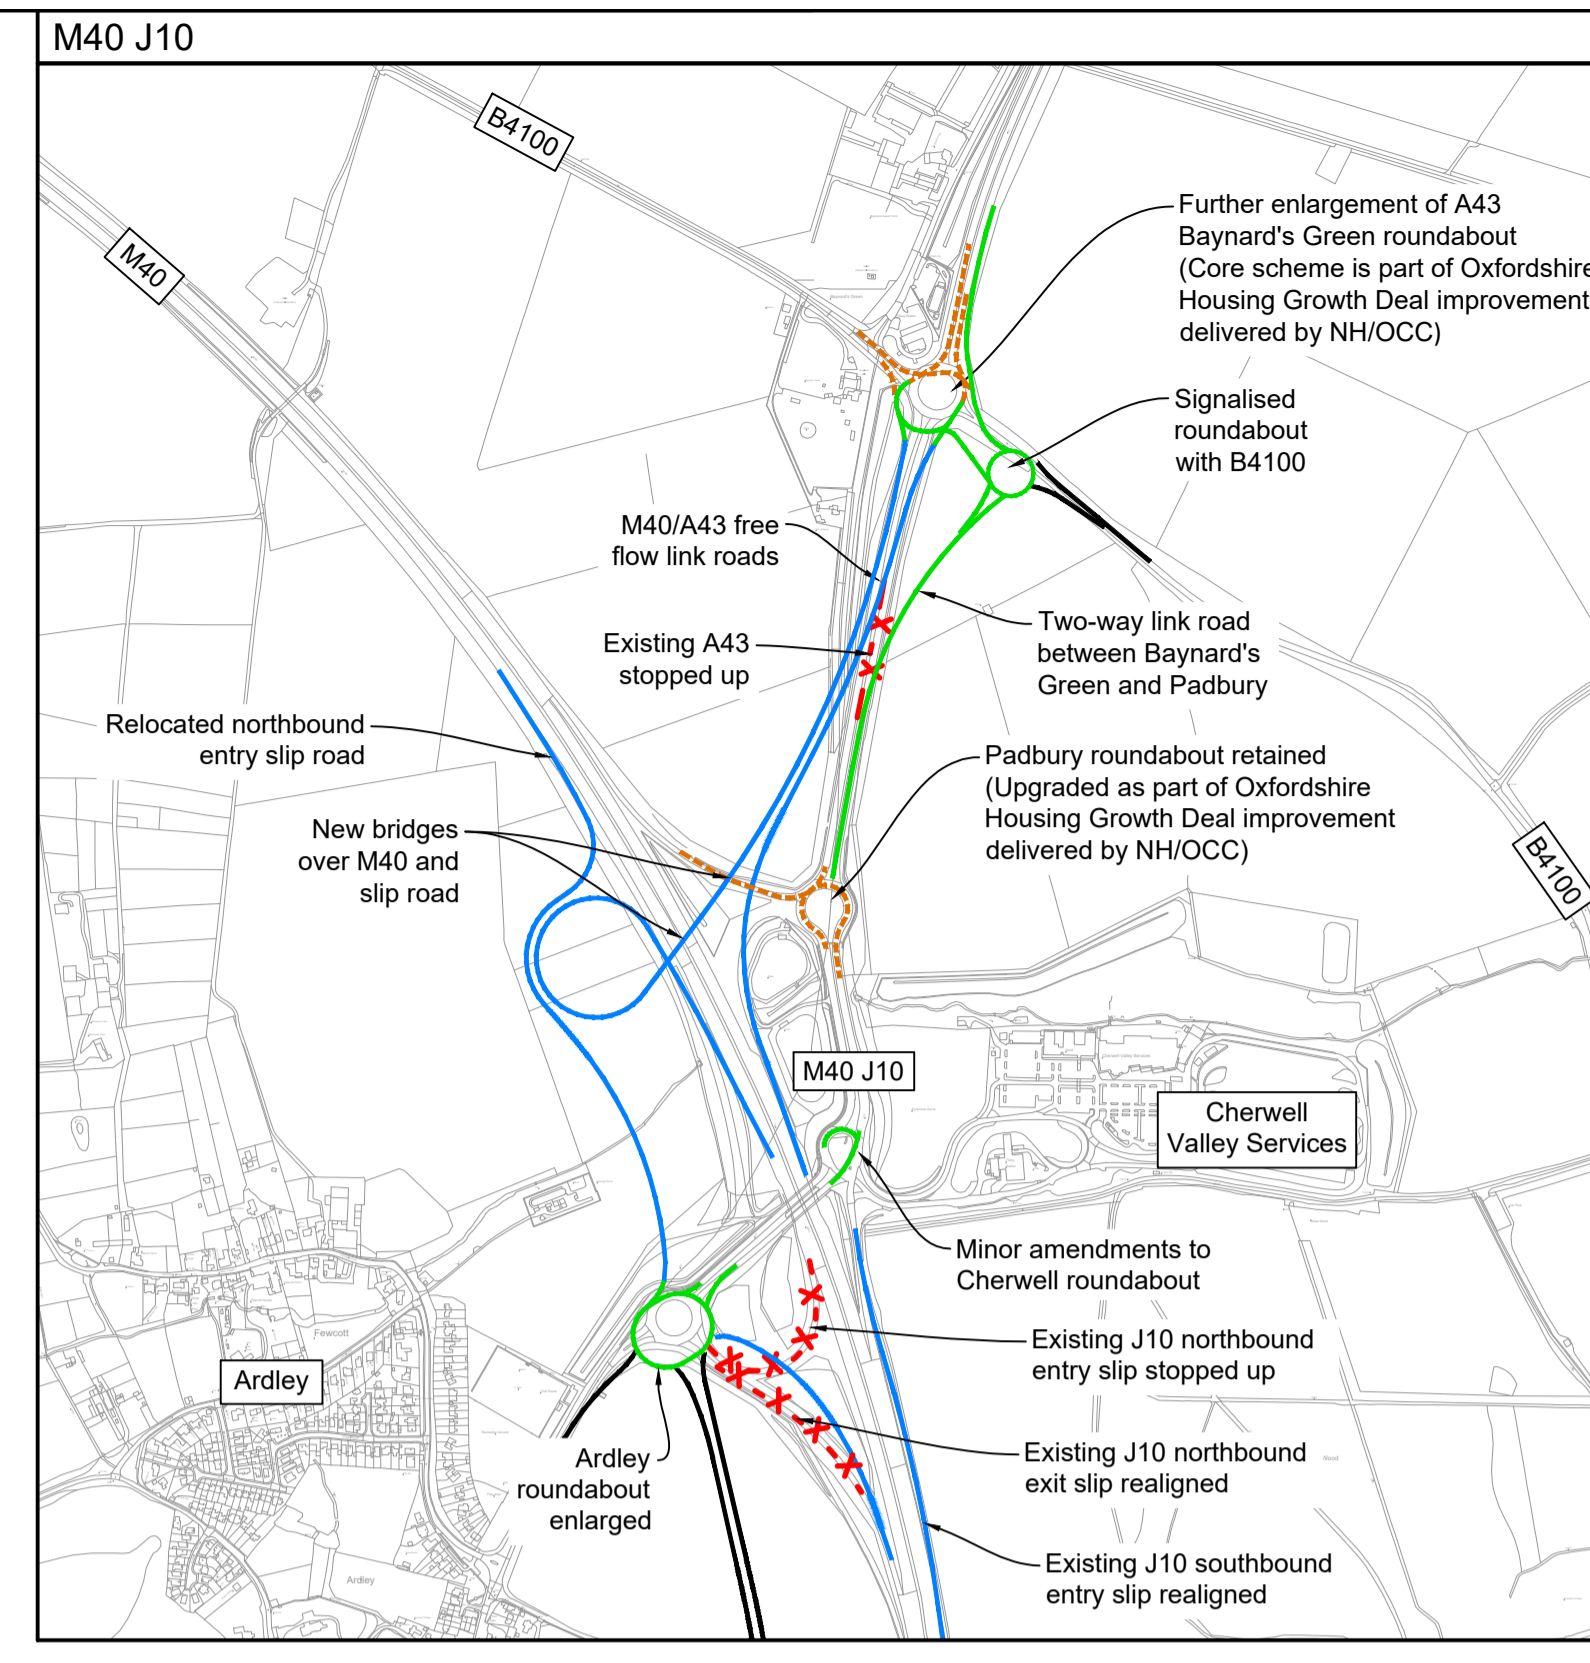 M40 J10
B4100
M40
Further enlargement of A43
Baynard's Green roundabout
(Core scheme is part of Oxfordshire
Housing Growth Deal improvement
delivered by NH/OCC)
Signalised
roundabout
with B4100
M40/A43 free
flow link roads
Existing A43
stopped up
Two-way link road
between Baynard's
Green and Padbury
Relocated northbound
entry slip road
Padbury roundabout retained
(Upgraded as part of Oxfordshire
Housing Growth Deal improvement
delivered by NH/OCC)
New bridges
over M40 and
slip road
B4100
M40 J10
Cherwell
Valley Services
Minor amendments to
Cherwell roundabout
Existing J10 northbound
entry slip stopped up
Fewcott
Ardley
Existing J10 northbound
exit slip realigned
Ardley
roundabout
enlarged
Existing J10 southbound
entry slip realigned
Ardley